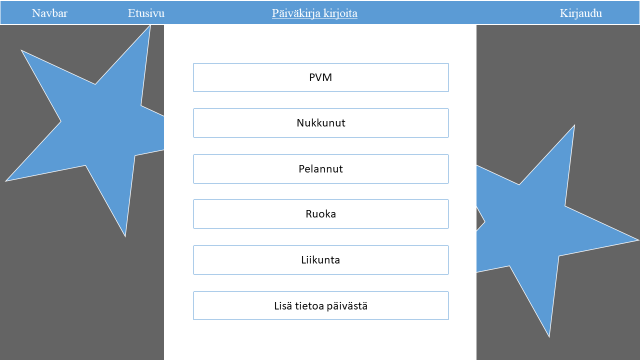 Navbar Etusivu Päiväkirja kirjoita Kirjaudu
PVM
Nukkunut
Pelannut
Ruoka
Liikunta
Lisä tietoa päivästä